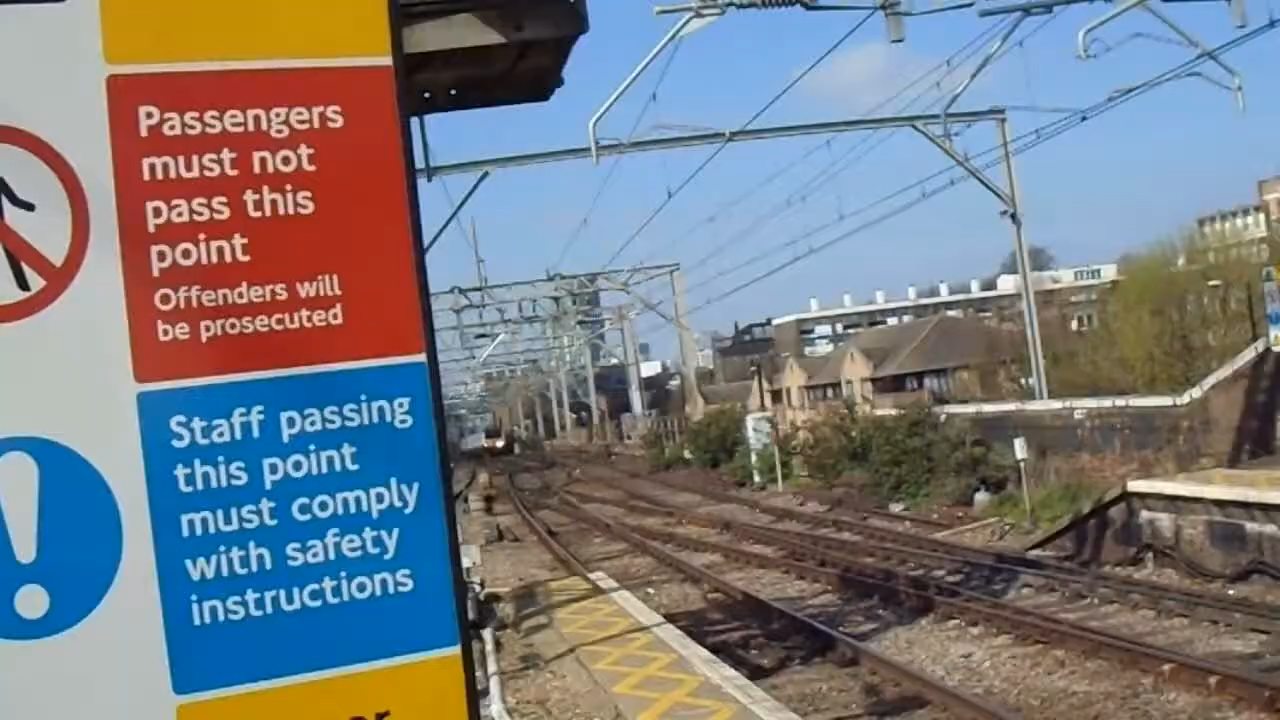 Passengers
must not
pass this
point
Offenders will
be prosecuted
Staff passing
this point
must comply
with safety
instructions